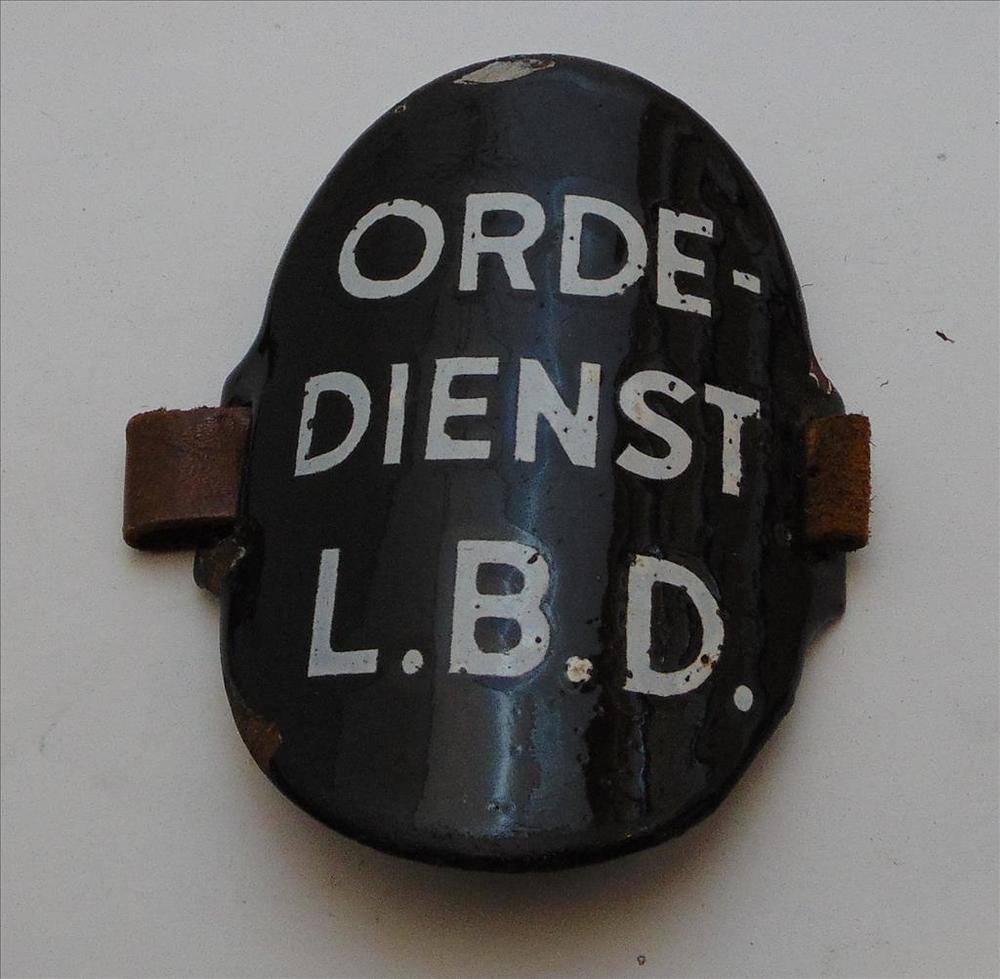 ORDE-
DIENST
L.B.D.